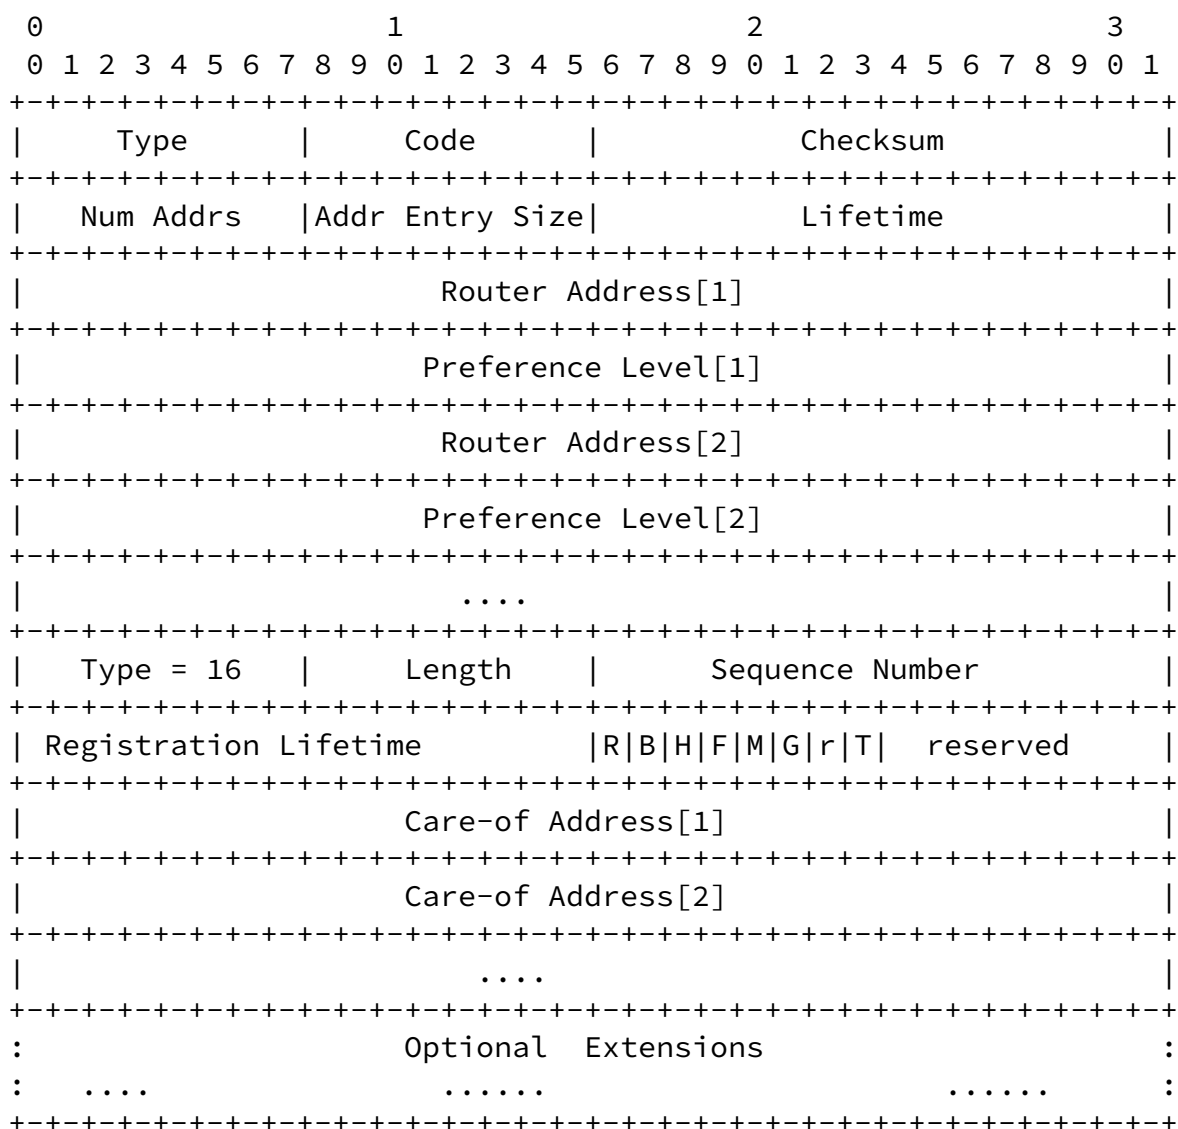 0                   1                   2                   3
 0 1 2 3 4 5 6 7 8 9 0 1 2 3 4 5 6 7 8 9 0 1 2 3 4 5 6 7 8 9 0 1
+-+-+-+-+-+-+-+-+-+-+-+-+-+-+-+-+-+-+-+-+-+-+-+-+-+-+-+-+-+-+-+-+
|     Type      |     Code      |           Checksum            |
+-+-+-+-+-+-+-+-+-+-+-+-+-+-+-+-+-+-+-+-+-+-+-+-+-+-+-+-+-+-+-+-+
|   Num Addrs   |Addr Entry Size|           Lifetime            |
+-+-+-+-+-+-+-+-+-+-+-+-+-+-+-+-+-+-+-+-+-+-+-+-+-+-+-+-+-+-+-+-+
|                       Router Address[1]                       |
+-+-+-+-+-+-+-+-+-+-+-+-+-+-+-+-+-+-+-+-+-+-+-+-+-+-+-+-+-+-+-+-+
|                      Preference Level[1]                      |
+-+-+-+-+-+-+-+-+-+-+-+-+-+-+-+-+-+-+-+-+-+-+-+-+-+-+-+-+-+-+-+-+
|                       Router Address[2]                       |
+-+-+-+-+-+-+-+-+-+-+-+-+-+-+-+-+-+-+-+-+-+-+-+-+-+-+-+-+-+-+-+-+
|                      Preference Level[2]                      |
+-+-+-+-+-+-+-+-+-+-+-+-+-+-+-+-+-+-+-+-+-+-+-+-+-+-+-+-+-+-+-+-+
|                        ....                                   |
+-+-+-+-+-+-+-+-+-+-+-+-+-+-+-+-+-+-+-+-+-+-+-+-+-+-+-+-+-+-+-+-+
|   Type = 16   |     Length    |      Sequence Number          |
+-+-+-+-+-+-+-+-+-+-+-+-+-+-+-+-+-+-+-+-+-+-+-+-+-+-+-+-+-+-+-+-+
| Registration Lifetime         |R|B|H|F|M|G|r|T|  reserved     |
+-+-+-+-+-+-+-+-+-+-+-+-+-+-+-+-+-+-+-+-+-+-+-+-+-+-+-+-+-+-+-+-+
|                     Care-of Address[1]                        |
+-+-+-+-+-+-+-+-+-+-+-+-+-+-+-+-+-+-+-+-+-+-+-+-+-+-+-+-+-+-+-+-+
|                     Care-of Address[2]                        |
+-+-+-+-+-+-+-+-+-+-+-+-+-+-+-+-+-+-+-+-+-+-+-+-+-+-+-+-+-+-+-+-+
|                         ....                                  |
+-+-+-+-+-+-+-+-+-+-+-+-+-+-+-+-+-+-+-+-+-+-+-+-+-+-+-+-+-+-+-+-+
:                     Optional  Extensions                      :
:   ....                ......                      ......      :
+-+-+-+-+-+-+-+-+-+-+-+-+-+-+-+-+-+-+-+-+-+-+-+-+-+-+-+-+-+-+-+-+